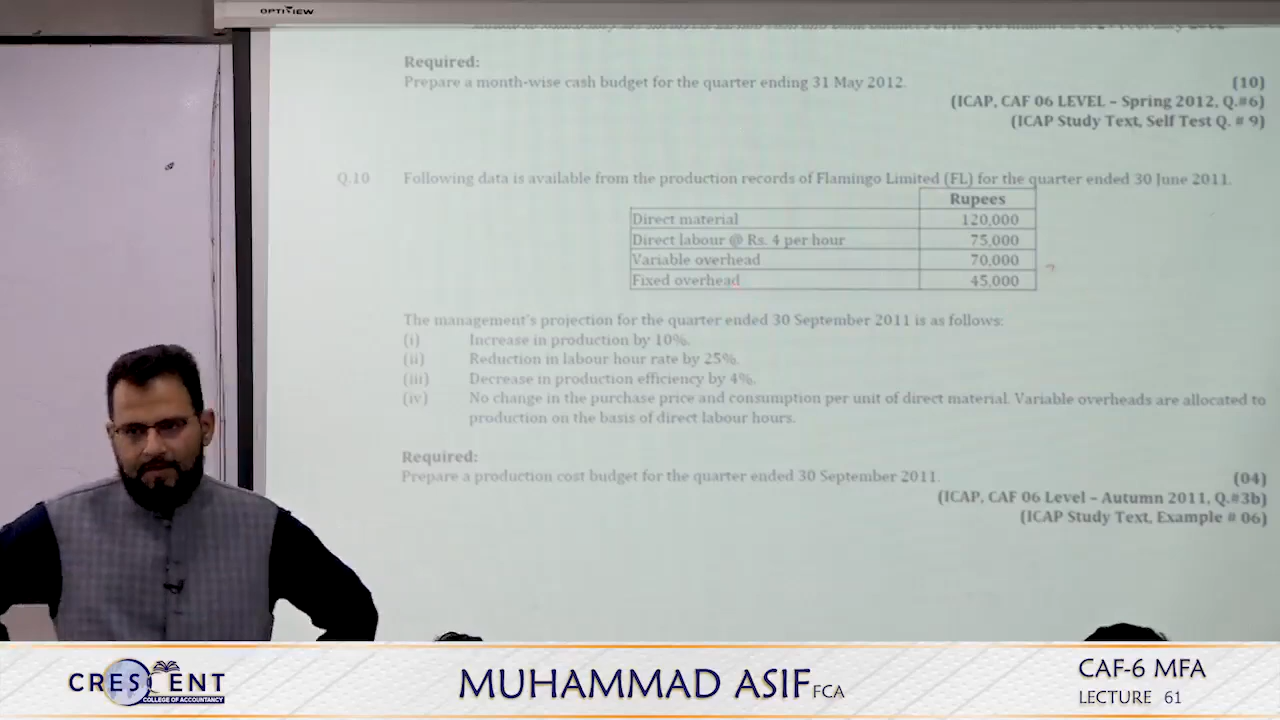 OPTIVIEW
Required:
Prepare a month-wise cash budget for the quarter ending 31 May 2012. (10)
(ICAP, CAF 06 LEVEL – Spring 2012, Q.#6)
(ICAP Study Text, Self Test Q. # 9)
Q.10 Following data is available from the production records of Flamingo Limited (FL) for the quarter ended 30 June 2011.
Rupees
Direct material 120,000
Direct labour @ Rs. 4 per hour 75,000
Variable overhead 70,000
Fixed overhead 45,000
The management's projection for the quarter ended 30 September 2011 is as follows:
(i) Increase in production by 10%.
(ii) Reduction in labour hour rate by 25%.
(iii) Decrease in production efficiency by 4%.
(iv) No change in the purchase price and consumption per unit of direct material. Variable overheads are allocated to
production on the basis of direct labour hours.
Required:
Prepare a production cost budget for the quarter ended 30 September 2011. (04)
(ICAP, CAF 06 Level – Autumn 2011, Q.#3b)
(ICAP Study Text, Example # 06)
CRESCENT
COLLEGE OF ACCOUNTANCY
MUHAMMAD ASIF FCA
CAF-6 MFA
LECTURE 61